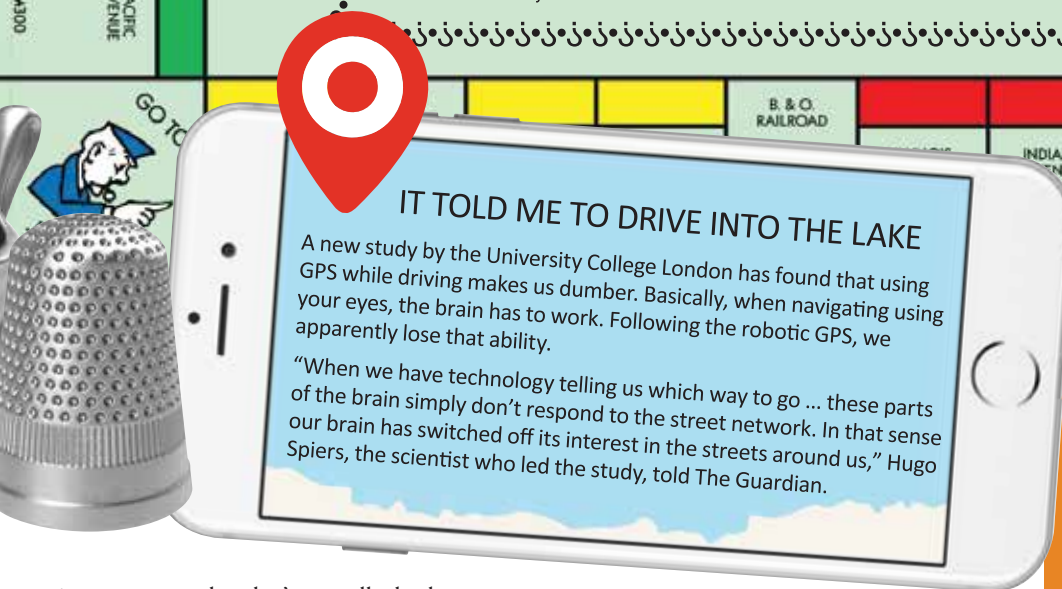 GO TO
B. & O.
RAILROAD
IT TOLD ME TO DRIVE INTO THE LAKE
A new study by the University College London has found that using
GPS while driving makes us dumber. Basically, when navigating using
your eyes, the brain has to work. Following the robotic GPS, we
apparently lose that ability.
“When we have technology telling us which way to go ... these parts
of the brain simply don’t respond to the street network. In that sense
our brain has switched off its interest in the streets around us,” Hugo
Spiers, the scientist who led the study, told The Guardian.